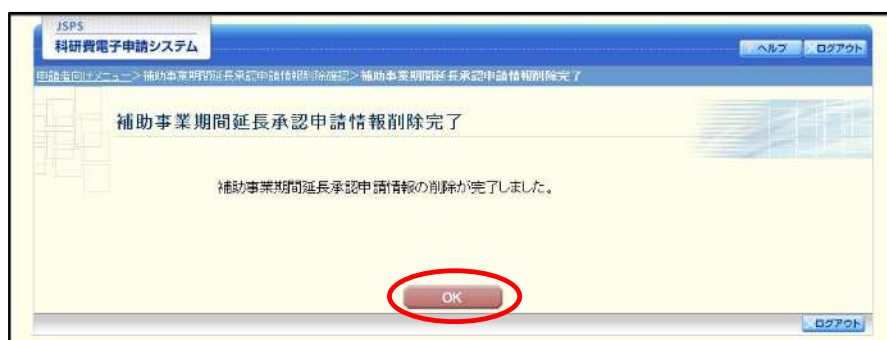 JSPS
科研費電子申請システム
ヘルプ
ログアウト
申請者向けメニュー>補助事業期間延長承認申請情報削除確認>補助事業期間延長承認申請情報削除完了
補助事業期間延長承認申請情報削除完了
補助事業期間延長承認申請情報の削除が完了しました。
OK
ログアウト